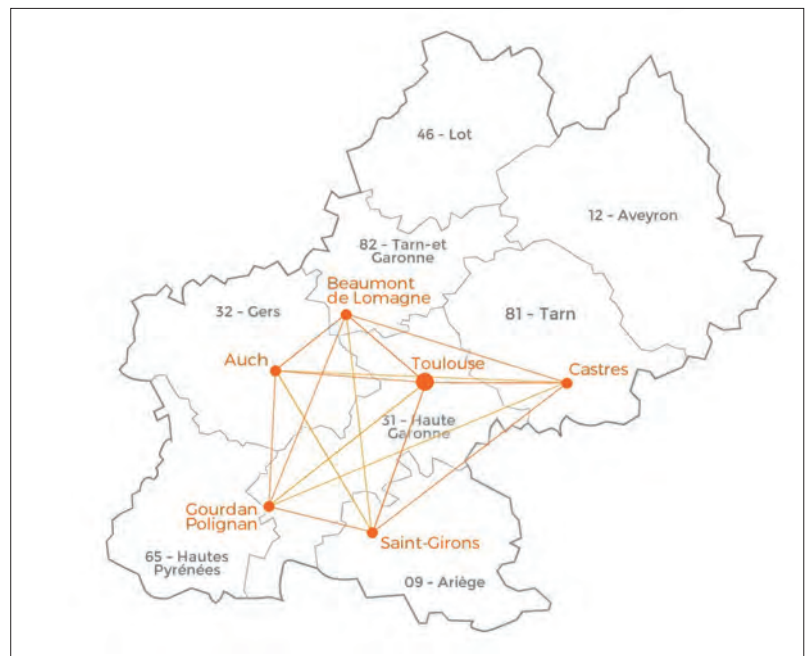 46 - Lot
12 - Aveyron
82 - Tarn-et
Garonne
Beaumont
de Lomagne
32 - Gers
81 - Tarn
Auch
Toulouse
Castres
31 - Haute
Garonne
Gourdan
Polignan
Saint-Girons
65 - Hautes
Pyrénées
09 - Ariège